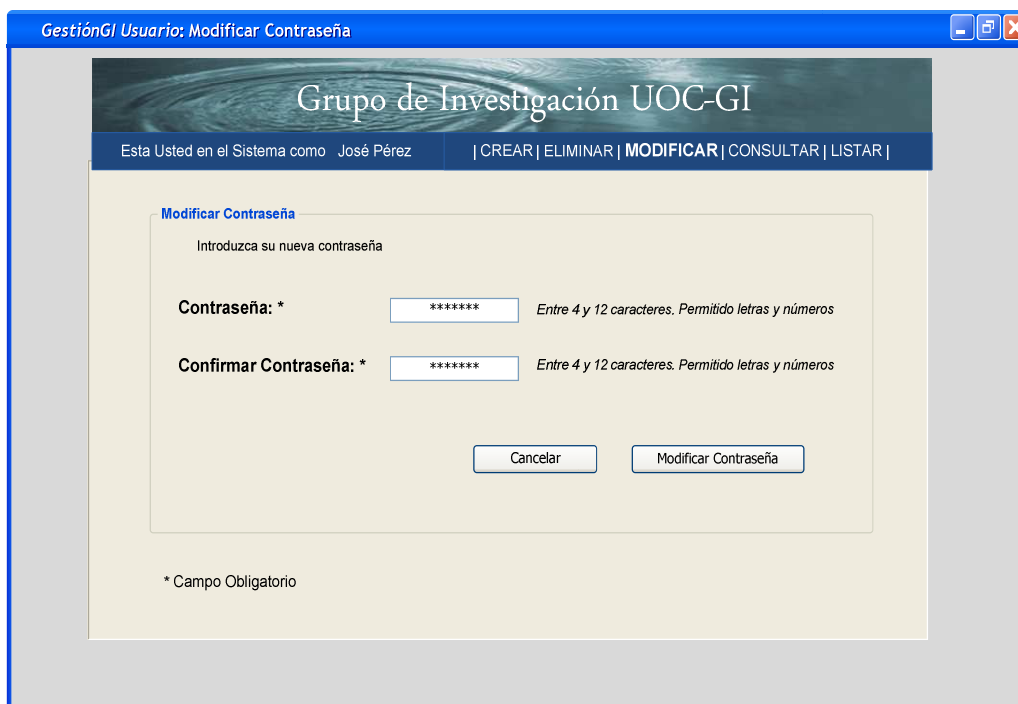 GestiónGI Usuario: Modificar Contraseña
Grupo de Investigación UOC-GI
Esta Usted en el Sistema como José Pérez | CREAR | ELIMINAR | MODIFICAR | CONSULTAR | LISTAR |
Modificar Contraseña
Introduzca su nueva contraseña
Contraseña: * ******* Entre 4 y 12 caracteres. Permitido letras y números
Confirmar Contraseña: * ******* Entre 4 y 12 caracteres. Permitido letras y números
Cancelar Modificar Contraseña
* Campo Obligatorio